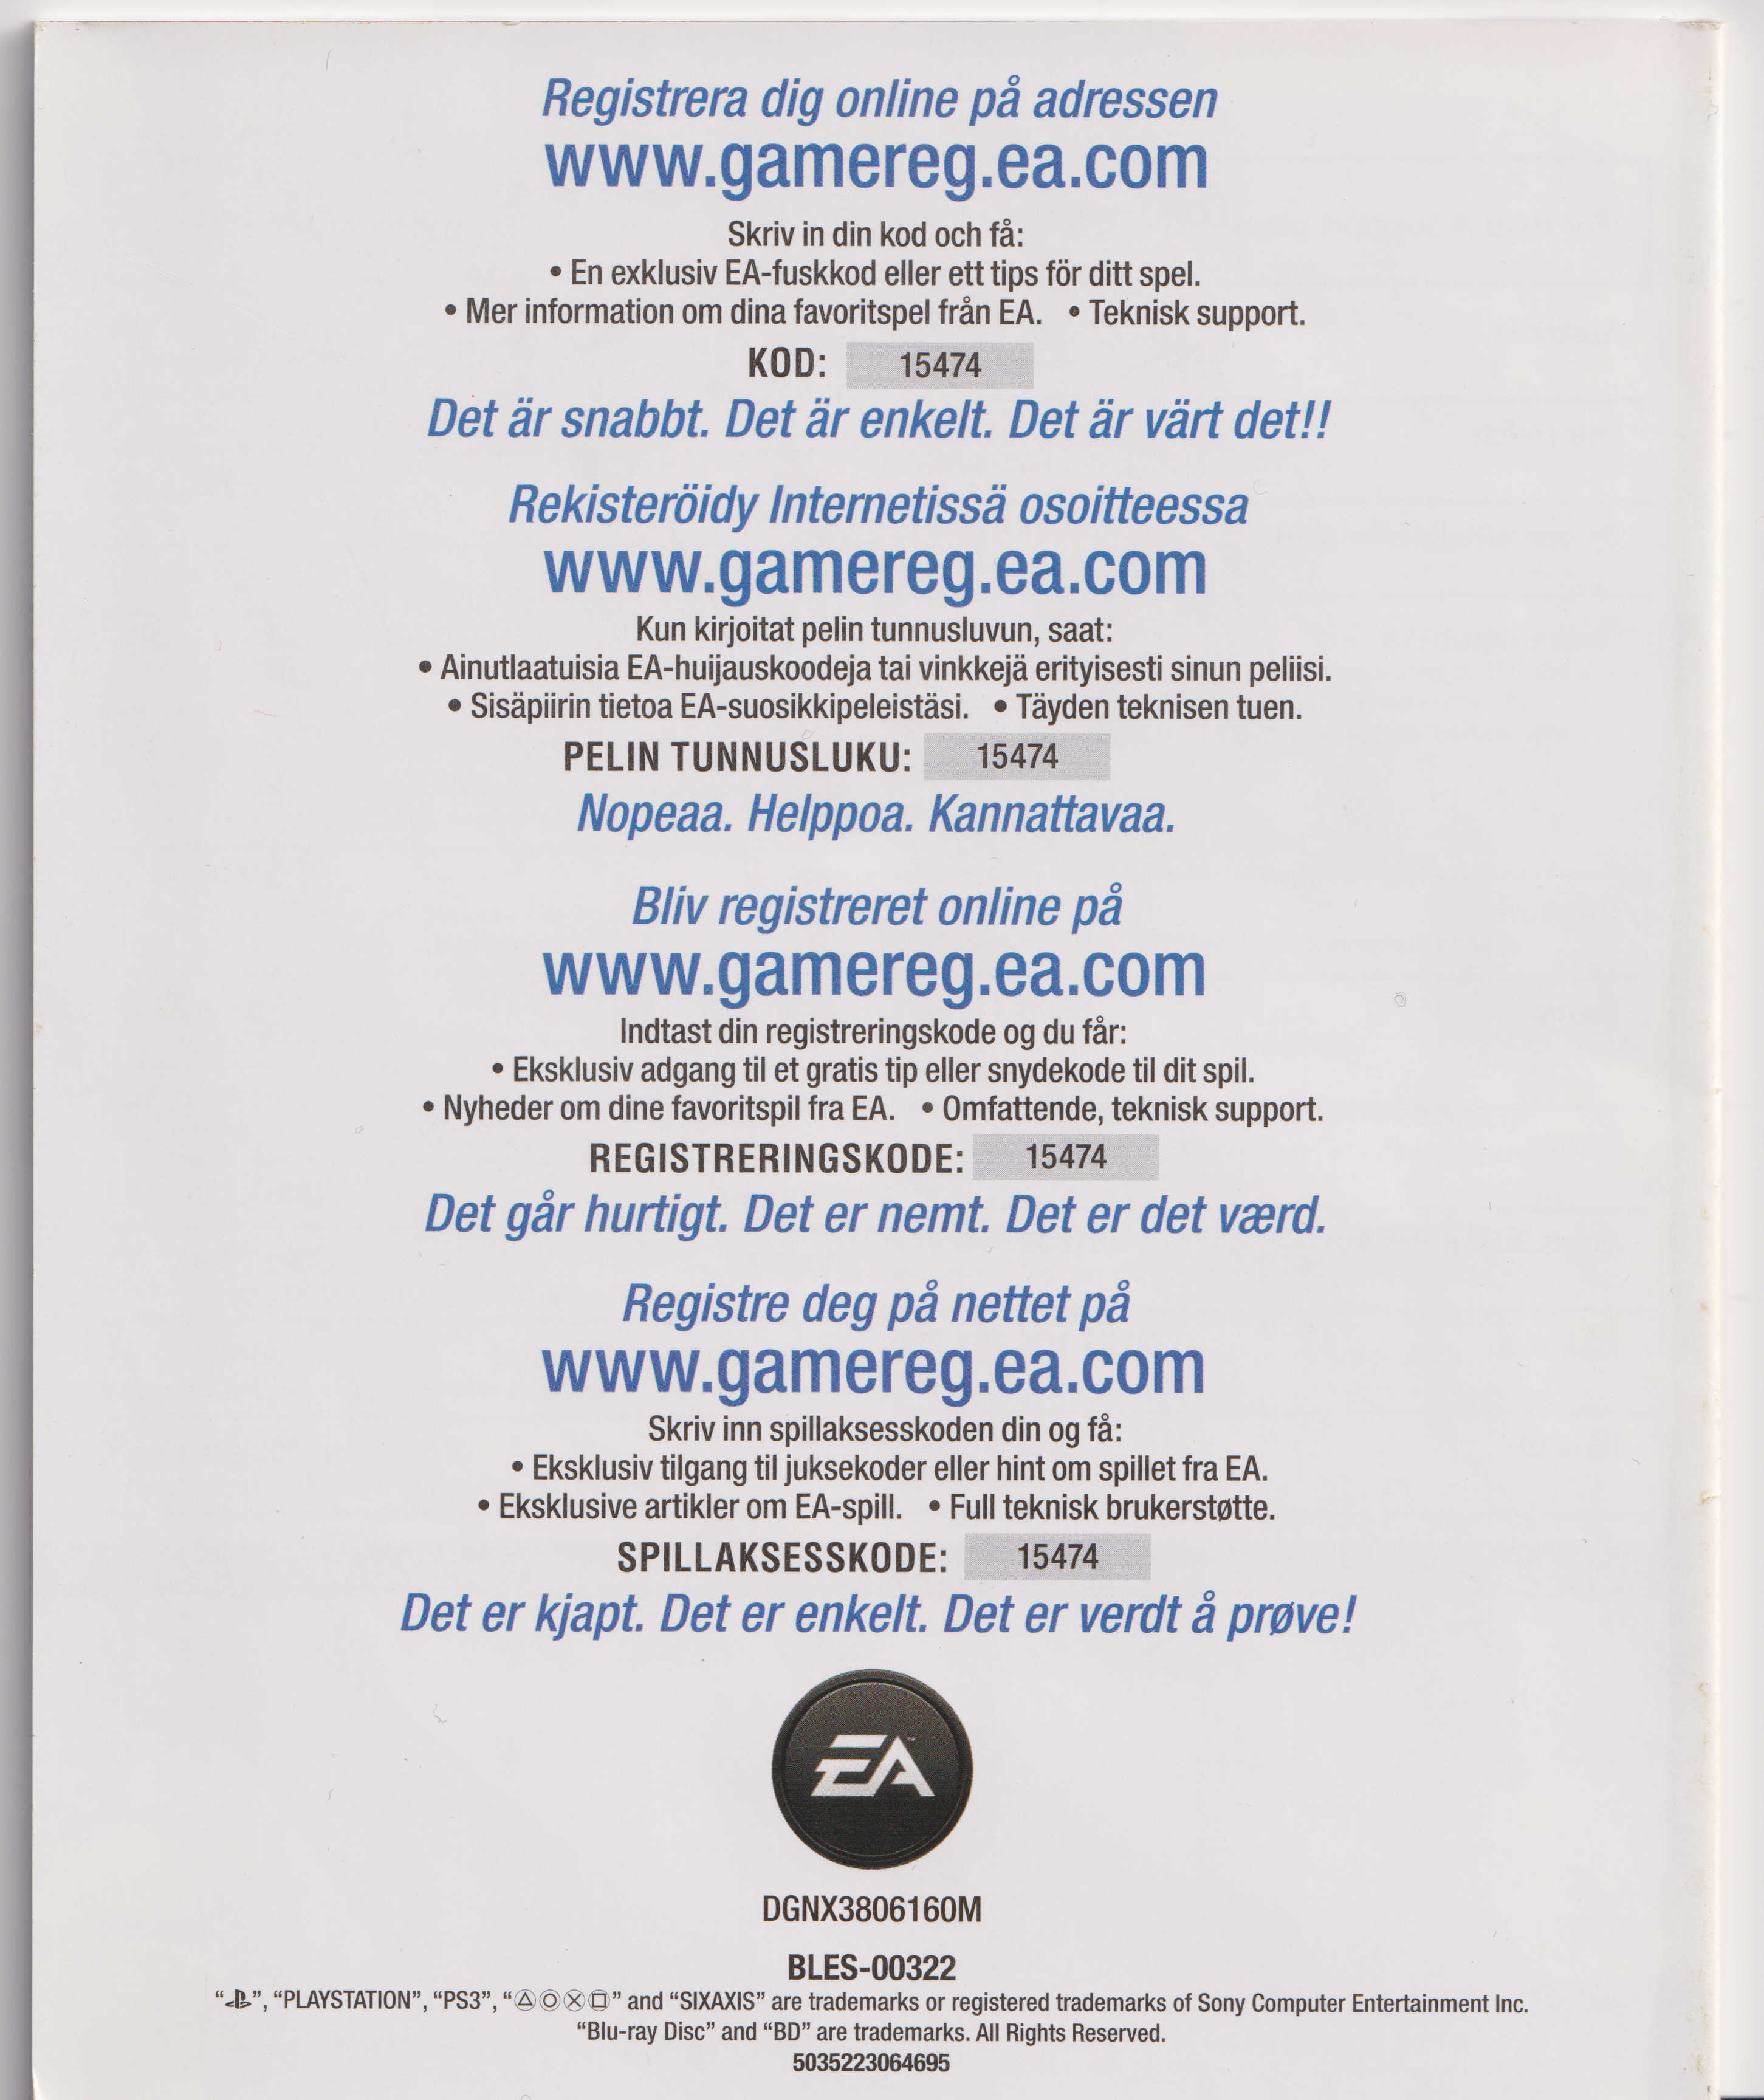 Registrera dig online på adressen
www.gamereg.ea.com
Skriv in din kod och få:
• En exklusiv EA-fuskkod eller ett tips för ditt spel.
• Mer information om dina favoritspel från EA. • Teknisk support.
KOD: 15474
Det är snabbt. Det är enkelt. Det är värt det!!
Rekisteröidy Internetissä osoitteessa
www.gamereg.ea.com
Kun kirjoitat pelin tunnusluvun, saat:
• Ainutlaatuisia EA-huijauskoodeja tai vinkkejä erityisesti sinun peliisi.
• Sisäpiirin tietoa EA-suosikkipeleistäsi. • Täyden teknisen tuen.
PELIN TUNNUSLUKU: 15474
Nopeaa. Helppoa. Kannattavaa.
Bliv registreret online på
www.gamereg.ea.com
Indtast din registreringskode og du får:
• Eksklusiv adgang til et gratis tip eller snydekode til dit spil.
• Nyheder om dine favoritspil fra EA. • Omfattende, teknisk support.
REGISTRERINGSKODE: 15474
Det går hurtigt. Det er nemt. Det er det værd.
Registre deg på nettet på
www.gamereg.ea.com
Skriv inn spillaksesskoden din og få:
• Eksklusiv tilgang til juksekoder eller hint om spillet fra EA.
• Eksklusive artikler om EA-spill. • Full teknisk brukerstøtte.
SPILLAKSESSKODE: 15474
Det er kjapt. Det er enkelt. Det er verdt å prøve!
EA™
DGNX3806160M
BLES-00322
“PS”, “PLAYSTATION”, “PS3”, “△○✕□” and “SIXAXIS” are trademarks or registered trademarks of Sony Computer Entertainment Inc.
“Blu-ray Disc” and “BD” are trademarks. All Rights Reserved.
5035223064695